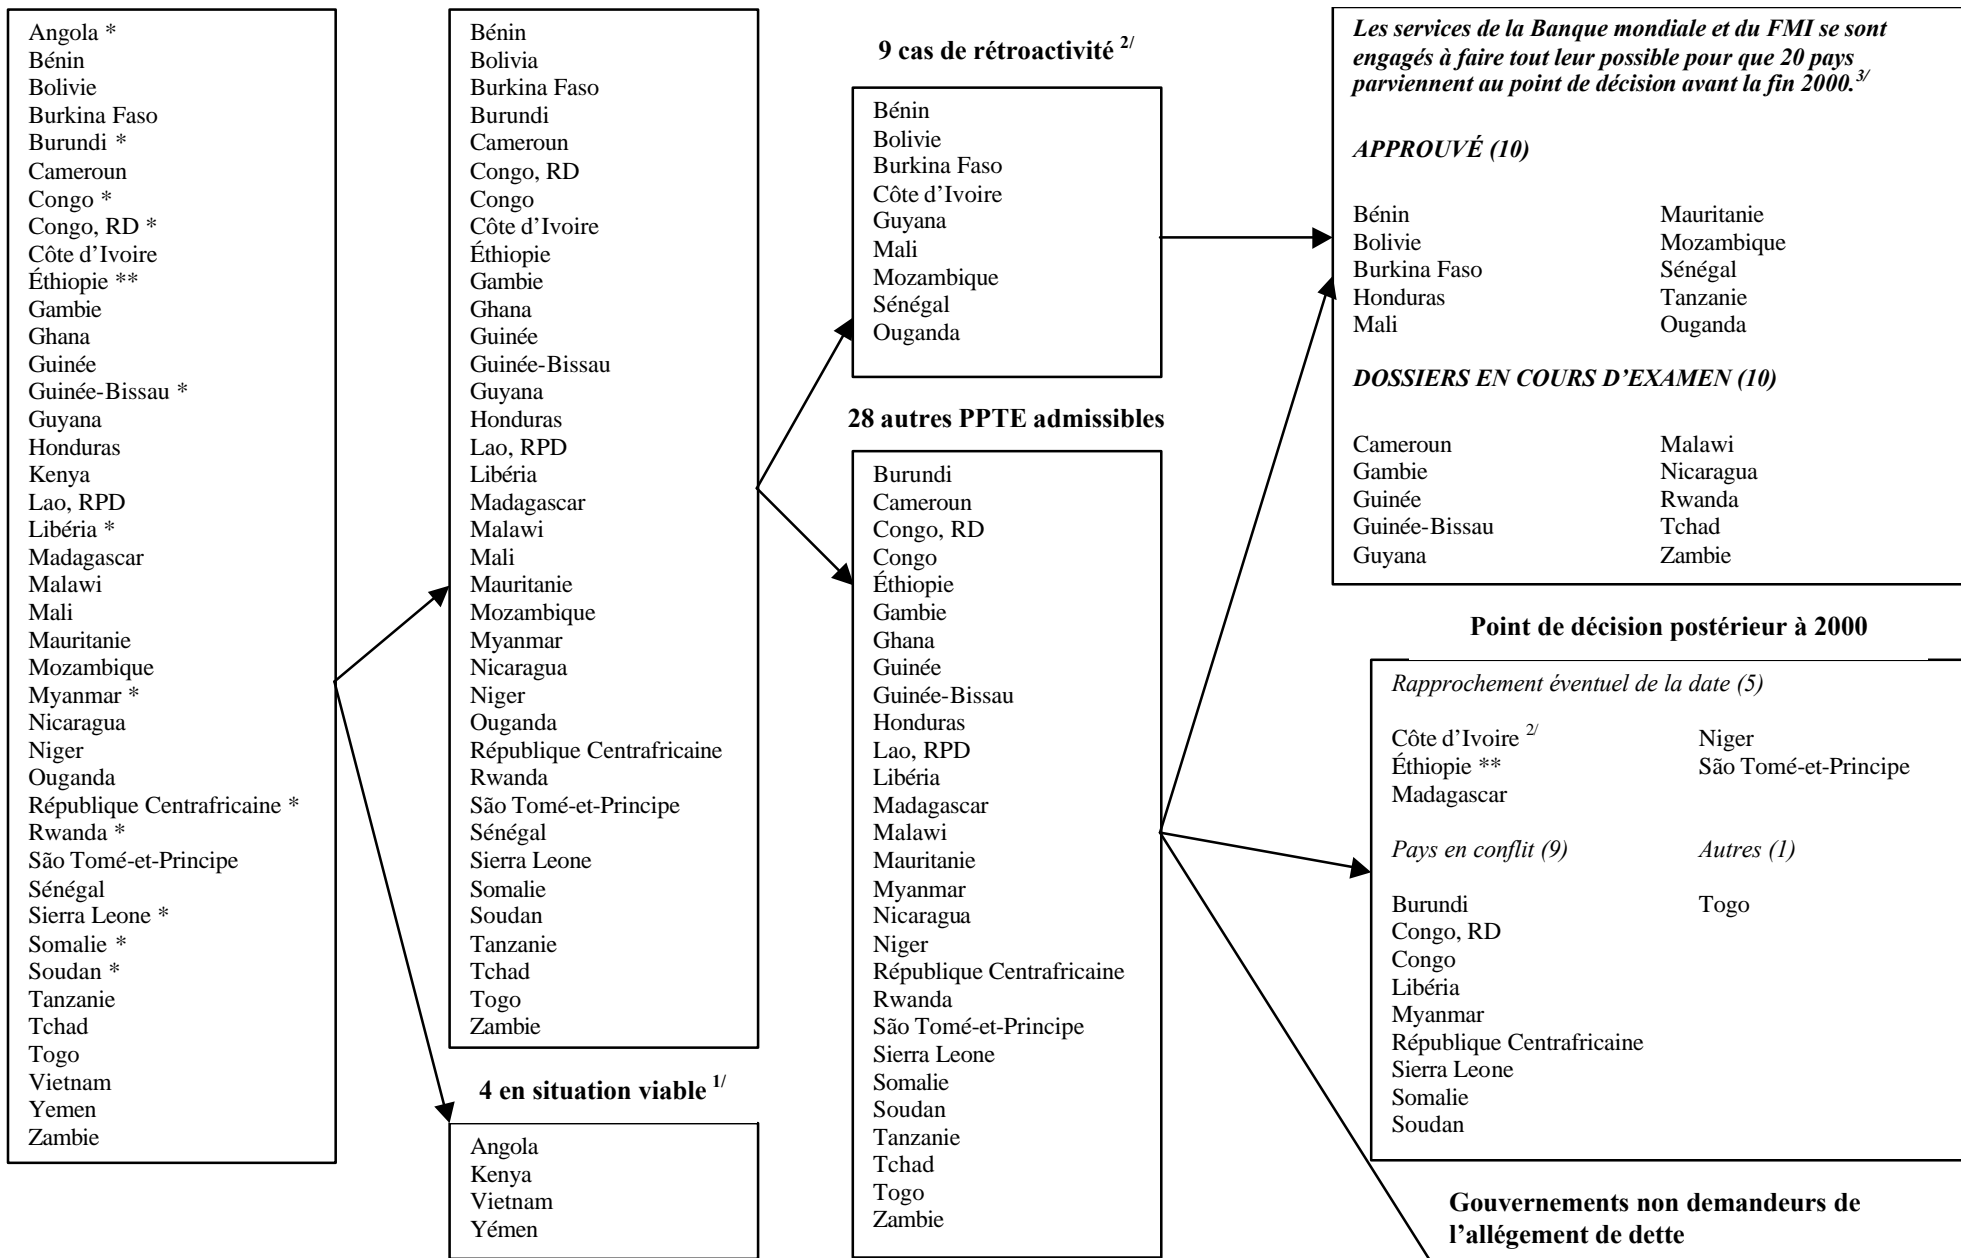 Angola *
Bénin
Bolivie
Burkina Faso
Burundi *
Cameroun
Congo *
Congo, RD *
Côte d'Ivoire
Éthiopie **
Gambie
Ghana
Guinée
Guinée-Bissau *
Guyana
Honduras
Kenya
Lao, RPD
Libéria *
Madagascar
Malawi
Mali
Mauritanie
Mozambique
Myanmar *
Nicaragua
Niger
Ouganda
République Centrafricaine *
Rwanda *
São Tomé-et-Principe
Sénégal
Sierra Leone *
Somalie *
Soudan *
Tanzanie
Tchad
Togo
Vietnam
Yemen
Zambie
Bénin
Bolivia
Burkina Faso
Burundi
Cameroun
Congo, RD
Congo
Côte d'Ivoire
Éthiopie
Gambie
Ghana
Guinée
Guinée-Bissau
Guyana
Honduras
Lao, RPD
Libéria
Madagascar
Malawi
Mali
Mauritanie
Mozambique
Myanmar
Nicaragua
Niger
Ouganda
République Centrafricaine
Rwanda
São Tomé-et-Principe
Sénégal
Sierra Leone
Somalie
Soudan
Tanzanie
Tchad
Togo
Zambie
4 en situation viable 1/
Angola
Kenya
Vietnam
Yémen
9 cas de rétroactivité 2/
Bénin
Bolivie
Burkina Faso
Côte d'Ivoire
Guyana
Mali
Mozambique
Sénégal
Ouganda
28 autres PPTE admissibles
Burundi
Cameroun
Congo, RD
Congo
Éthiopie
Gambie
Ghana
Guinée
Guinée-Bissau
Honduras
Lao, RPD
Libéria
Madagascar
Malawi
Mauritanie
Myanmar
Nicaragua
Niger
République Centrafricaine
Rwanda
São Tomé-et-Principe
Sierra Leone
Somalie
Soudan
Tanzanie
Tchad
Togo
Zambie
Les services de la Banque mondiale et du FMI se sont
engagés à faire tout leur possible pour que 20 pays
parviennent au point de décision avant la fin 2000.3/
APPROUVÉ (10)
Bénin Mauritanie
Bolivie Mozambique
Burkina Faso Sénégal
Honduras Tanzanie
Mali Ouganda
DOSSIERS EN COURS D'EXAMEN (10)
Cameroun Malawi
Gambie Nicaragua
Guinée Rwanda
Guinée-Bissau Tchad
Guyana Zambie
Point de décision postérieur à 2000
Rapprochement éventuel de la date (5)
Côte d'Ivoire 2/ Niger
Éthiopie ** São Tomé-et-Principe
Madagascar
Pays en conflit (9) Autres (1)
Burundi Togo
Congo, RD
Congo
Libéria
Myanmar
République Centrafricaine
Sierra Leone
Somalie
Soudan
Gouvernements non demandeurs de
l'allégement de dette